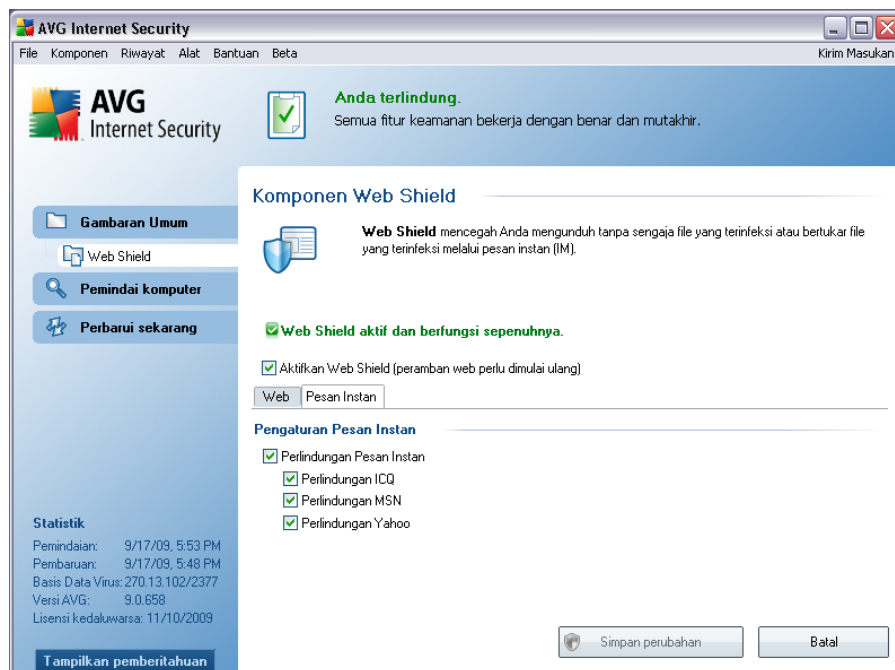 AVG Internet Security
File Komponen Riwayat Alat Bantuan Beta Kirim Masukan
AVG
Internet Security
Anda terlindung.
Semua fitur keamanan bekerja dengan benar dan mutakhir.
Gambaran Umum
Web Shield
Pemindai komputer
Perbarui sekarang
Komponen Web Shield
Web Shield mencegah Anda mengunduh tanpa sengaja file yang terinfeksi atau bertukar file
yang terinfeksi melalui pesan instan (IM).
Web Shield aktif dan berfungsi sepenuhnya.
Aktifkan Web Shield (peramban web perlu dimulai ulang)
Web Pesan Instan
Pengaturan Pesan Instan
Perlindungan Pesan Instan
Perlindungan ICQ
Perlindungan MSN
Perlindungan Yahoo
Statistik
Pemindaian: 9/17/09, 5:53 PM
Pembaruan: 9/17/09, 5:48 PM
Basis Data Virus: 270.13.102/2377
Versi AVG: 9.0.658
Lisensi kedaluwarsa: 11/10/2009
Tampilkan pemberitahuan
Simpan perubahan
Batal